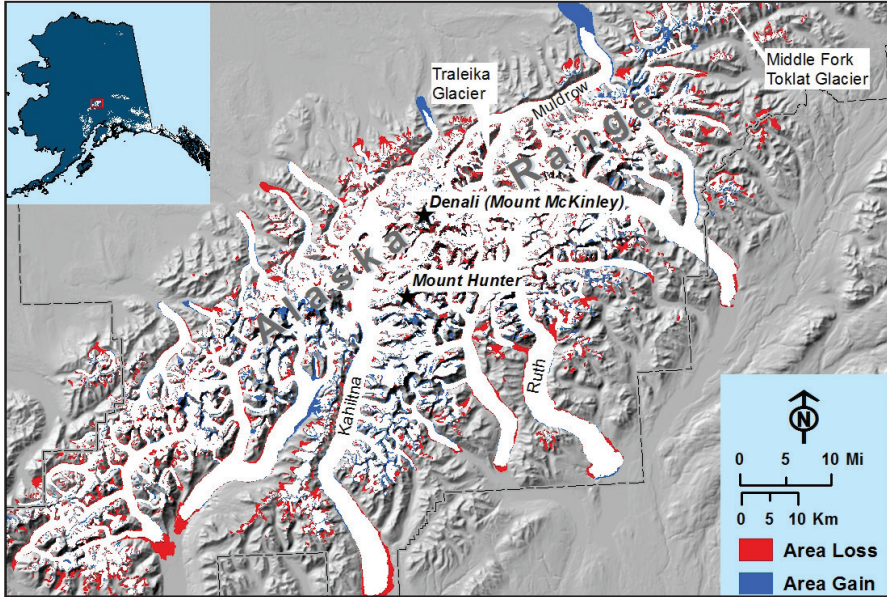 Traleika
Glacier
Middle Fork
Toklat Glacier
Muldrow
Alaska Range
Denali (Mount McKinley)
Mount Hunter
Kahiltna
Ruth
N
0 5 10 Mi
0 5 10 Km
Area Loss
Area Gain